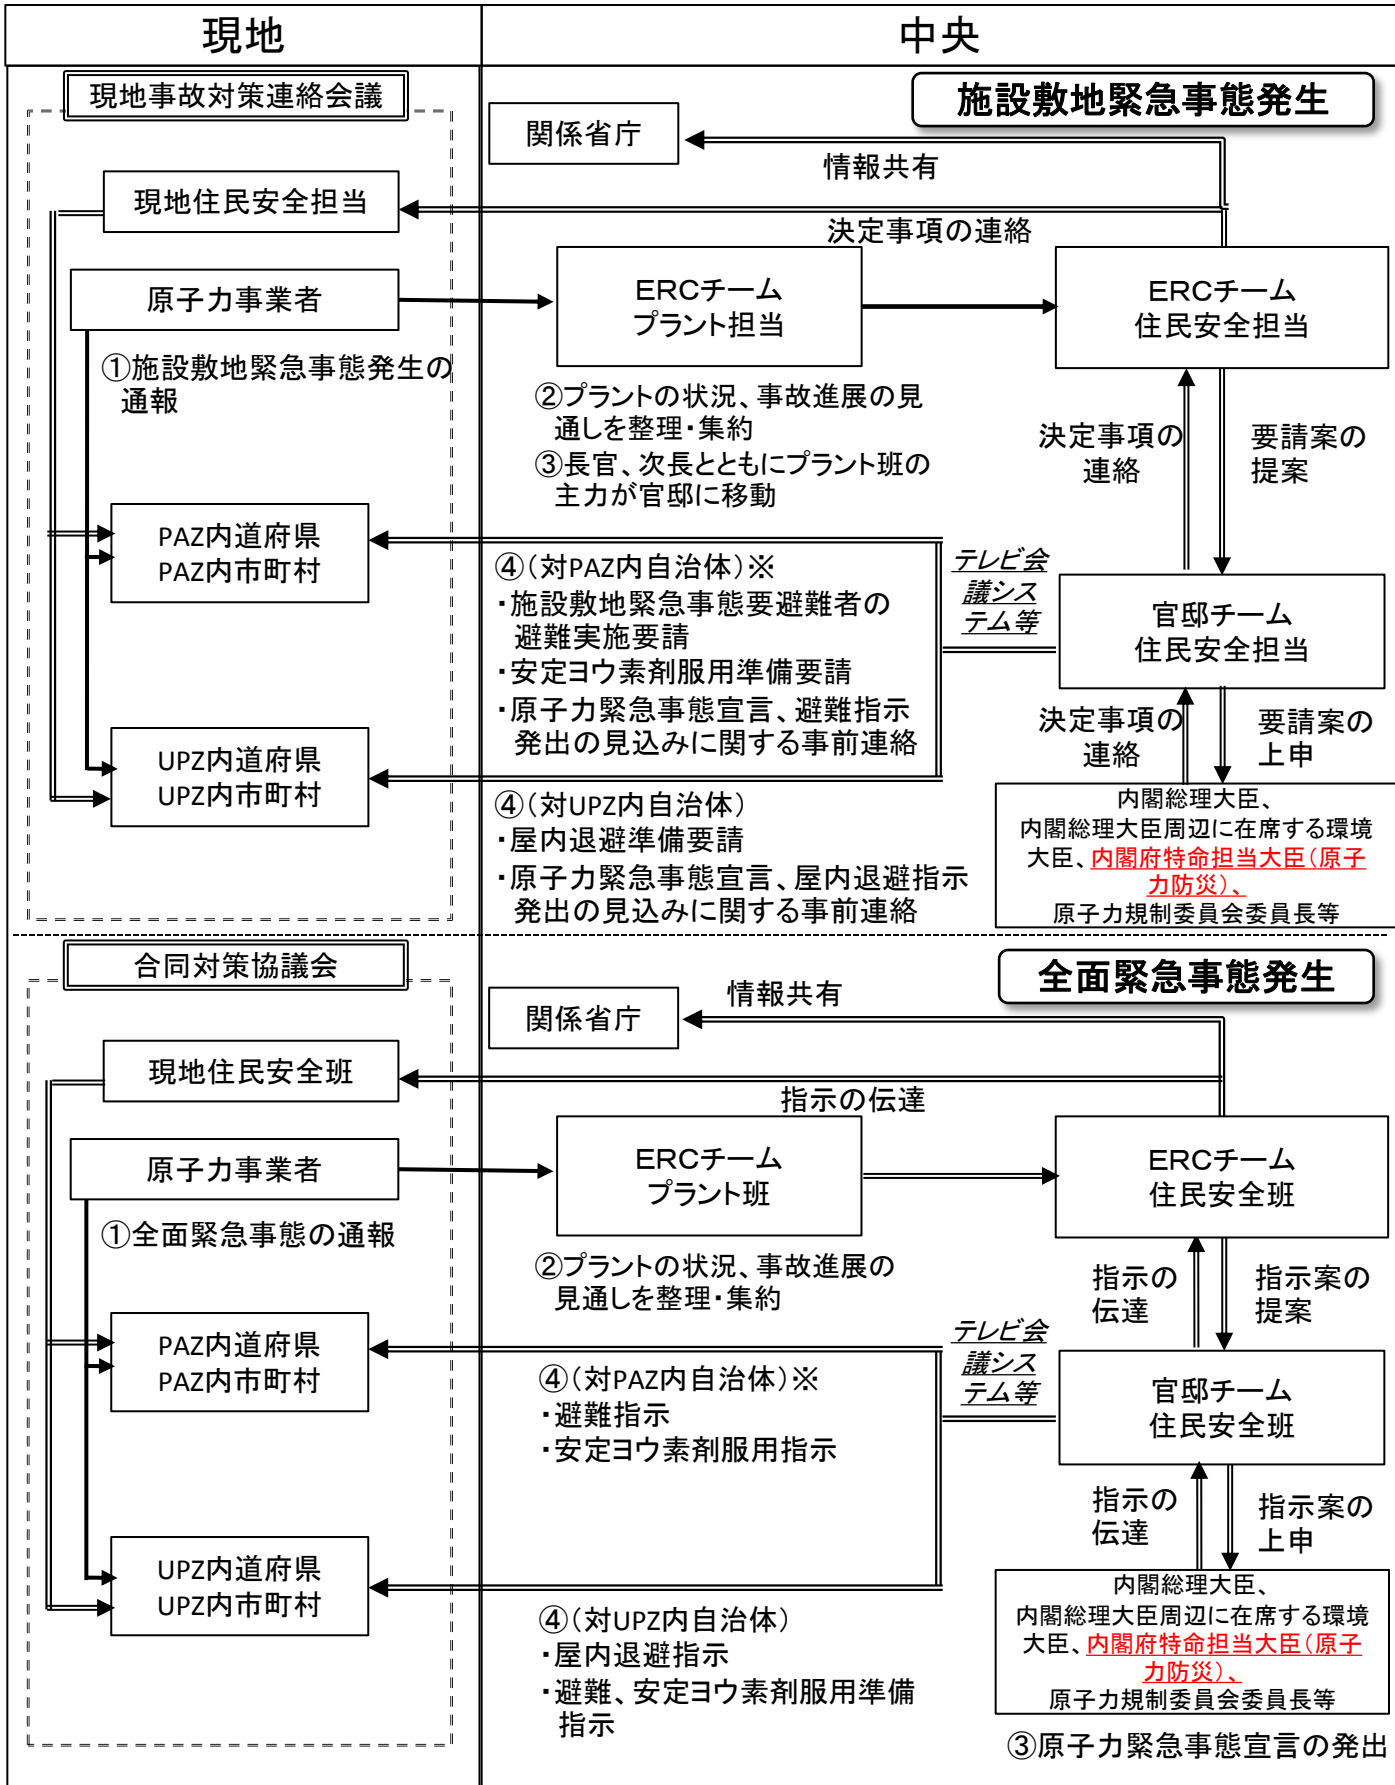 現地
中央
現地事故対策連絡会議
施設敷地緊急事態発生
関係省庁
情報共有
現地住民安全担当
決定事項の連絡
原子力事業者
ERCチーム
プラント担当
ERCチーム
住民安全担当
①施設敷地緊急事態発生の
通報
②プラントの状況、事故進展の見
通しを整理・集約
③長官、次長とともにプラント班の
主力が官邸に移動
決定事項の
連絡
要請案の
提案
PAZ内道府県
PAZ内市町村
④(対PAZ内自治体)※
・施設敷地緊急事態要避難者の
避難実施要請
・安定ヨウ素剤服用準備要請
・原子力緊急事態宣言、避難指示
発出の見込みに関する事前連絡
テレビ会
議シス
テム等
官邸チーム
住民安全担当
決定事項の
連絡
要請案の
上申
UPZ内道府県
UPZ内市町村
④(対UPZ内自治体)
・屋内退避準備要請
・原子力緊急事態宣言、屋内退避指示
発出の見込みに関する事前連絡
内閣総理大臣、
内閣総理大臣周辺に在席する環境
大臣、内閣府特命担当大臣(原子
力防災)、
原子力規制委員会委員長等
合同対策協議会
全面緊急事態発生
関係省庁
情報共有
現地住民安全班
指示の伝達
原子力事業者
ERCチーム
プラント班
ERCチーム
住民安全班
①全面緊急事態の通報
②プラントの状況、事故進展の
見通しを整理・集約
指示の
伝達
指示案の
提案
PAZ内道府県
PAZ内市町村
④(対PAZ内自治体)※
・避難指示
・安定ヨウ素剤服用指示
テレビ会
議シス
テム等
官邸チーム
住民安全班
指示の
伝達
指示案の
上申
UPZ内道府県
UPZ内市町村
④(対UPZ内自治体)
・屋内退避指示
・避難、安定ヨウ素剤服用準備
指示
内閣総理大臣、
内閣総理大臣周辺に在席する環境
大臣、内閣府特命担当大臣(原子
力防災)、
原子力規制委員会委員長等
③原子力緊急事態宣言の発出